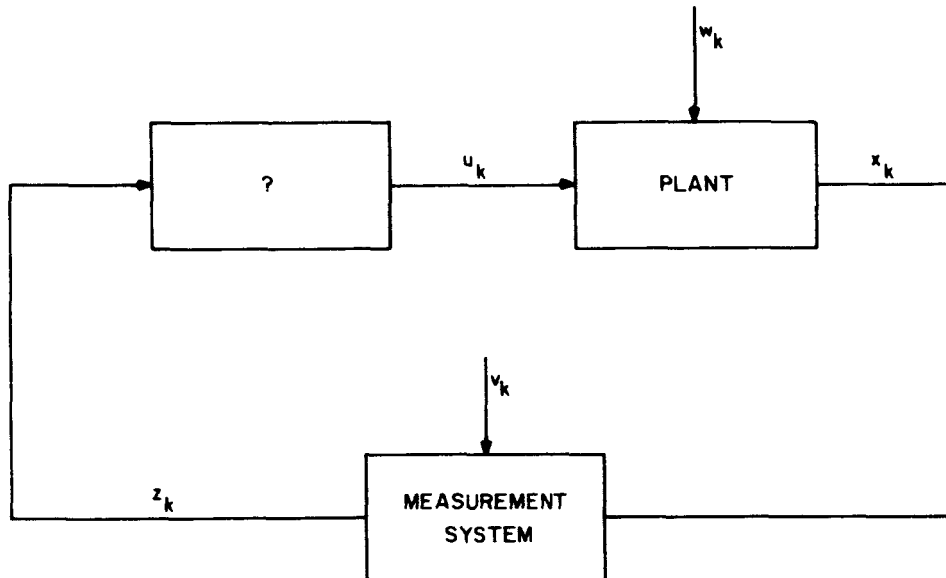 w_k
?
u_k
PLANT
x_k
v_k
z_k
MEASUREMENT
SYSTEM